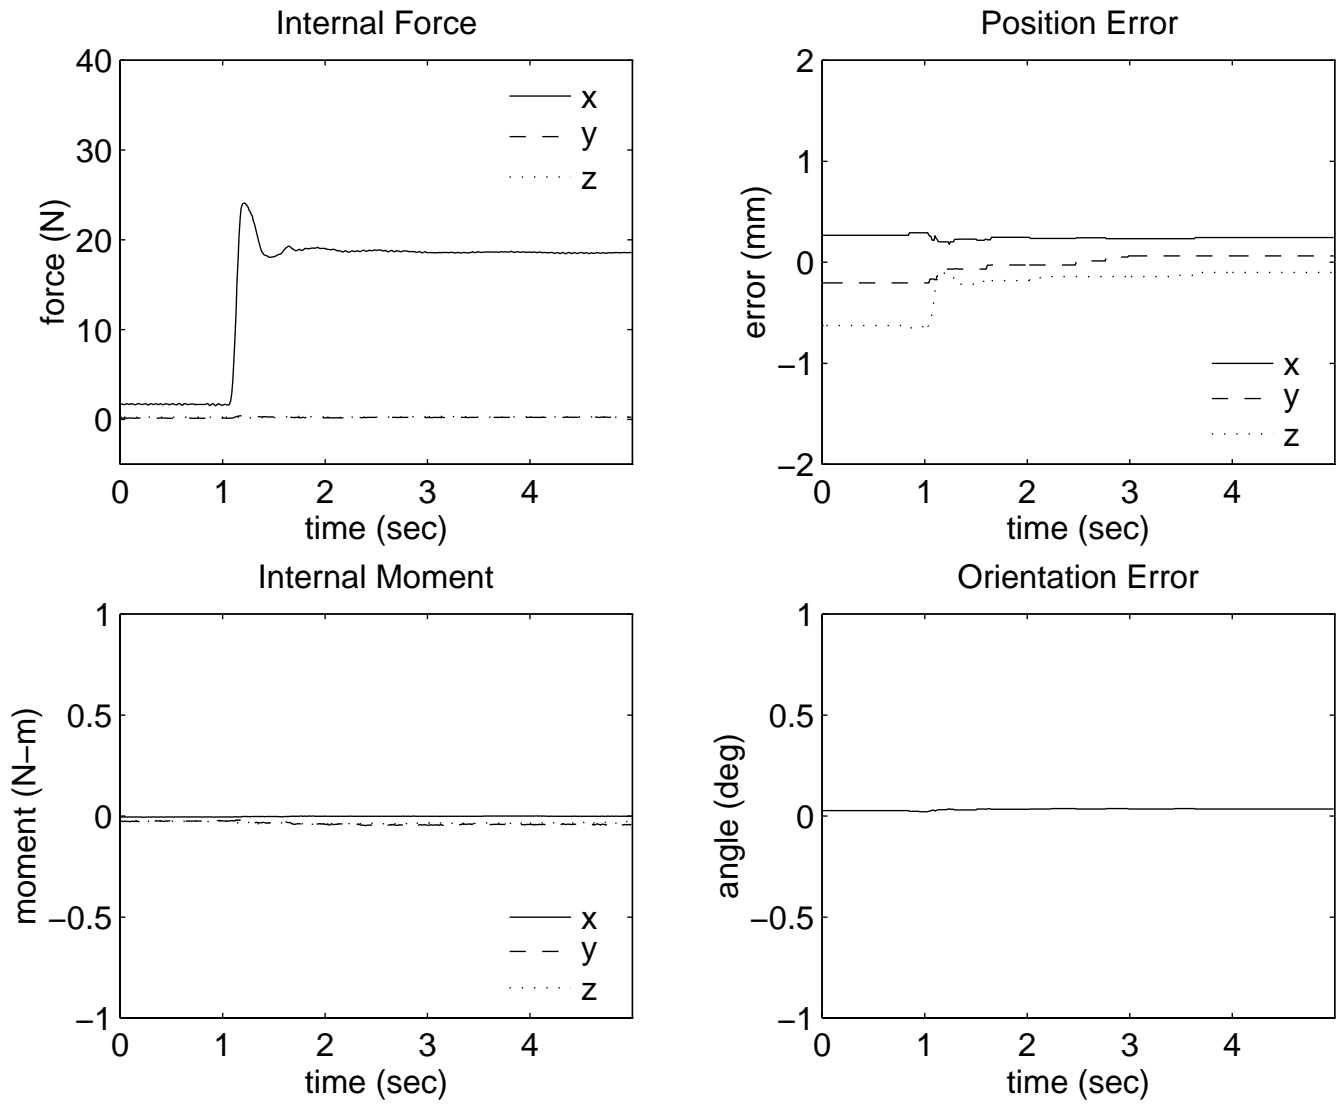 Internal Force
40
30
20
10
0
force (N)
x
y
z
0 1 2 3 4
time (sec)
Position Error
2
1
0
−1
−2
error (mm)
x
y
z
0 1 2 3 4
time (sec)
Internal Moment
1
0.5
0
−0.5
−1
moment (N−m)
x
y
z
0 1 2 3 4
time (sec)
Orientation Error
1
0.5
0
−0.5
−1
angle (deg)
0 1 2 3 4
time (sec)